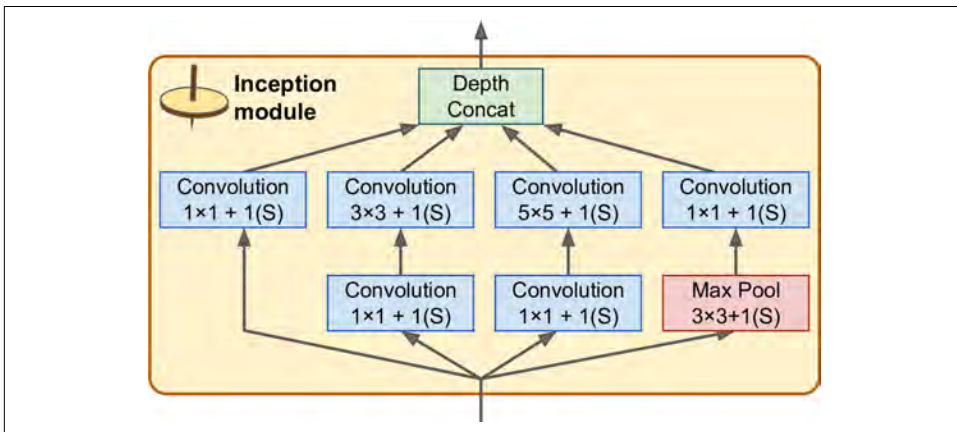 Inception
module
Depth
Concat
Convolution
1×1 + 1(S)
Convolution
3×3 + 1(S)
Convolution
5×5 + 1(S)
Convolution
1×1 + 1(S)
Convolution
1×1 + 1(S)
Convolution
1×1 + 1(S)
Max Pool
3×3+1(S)